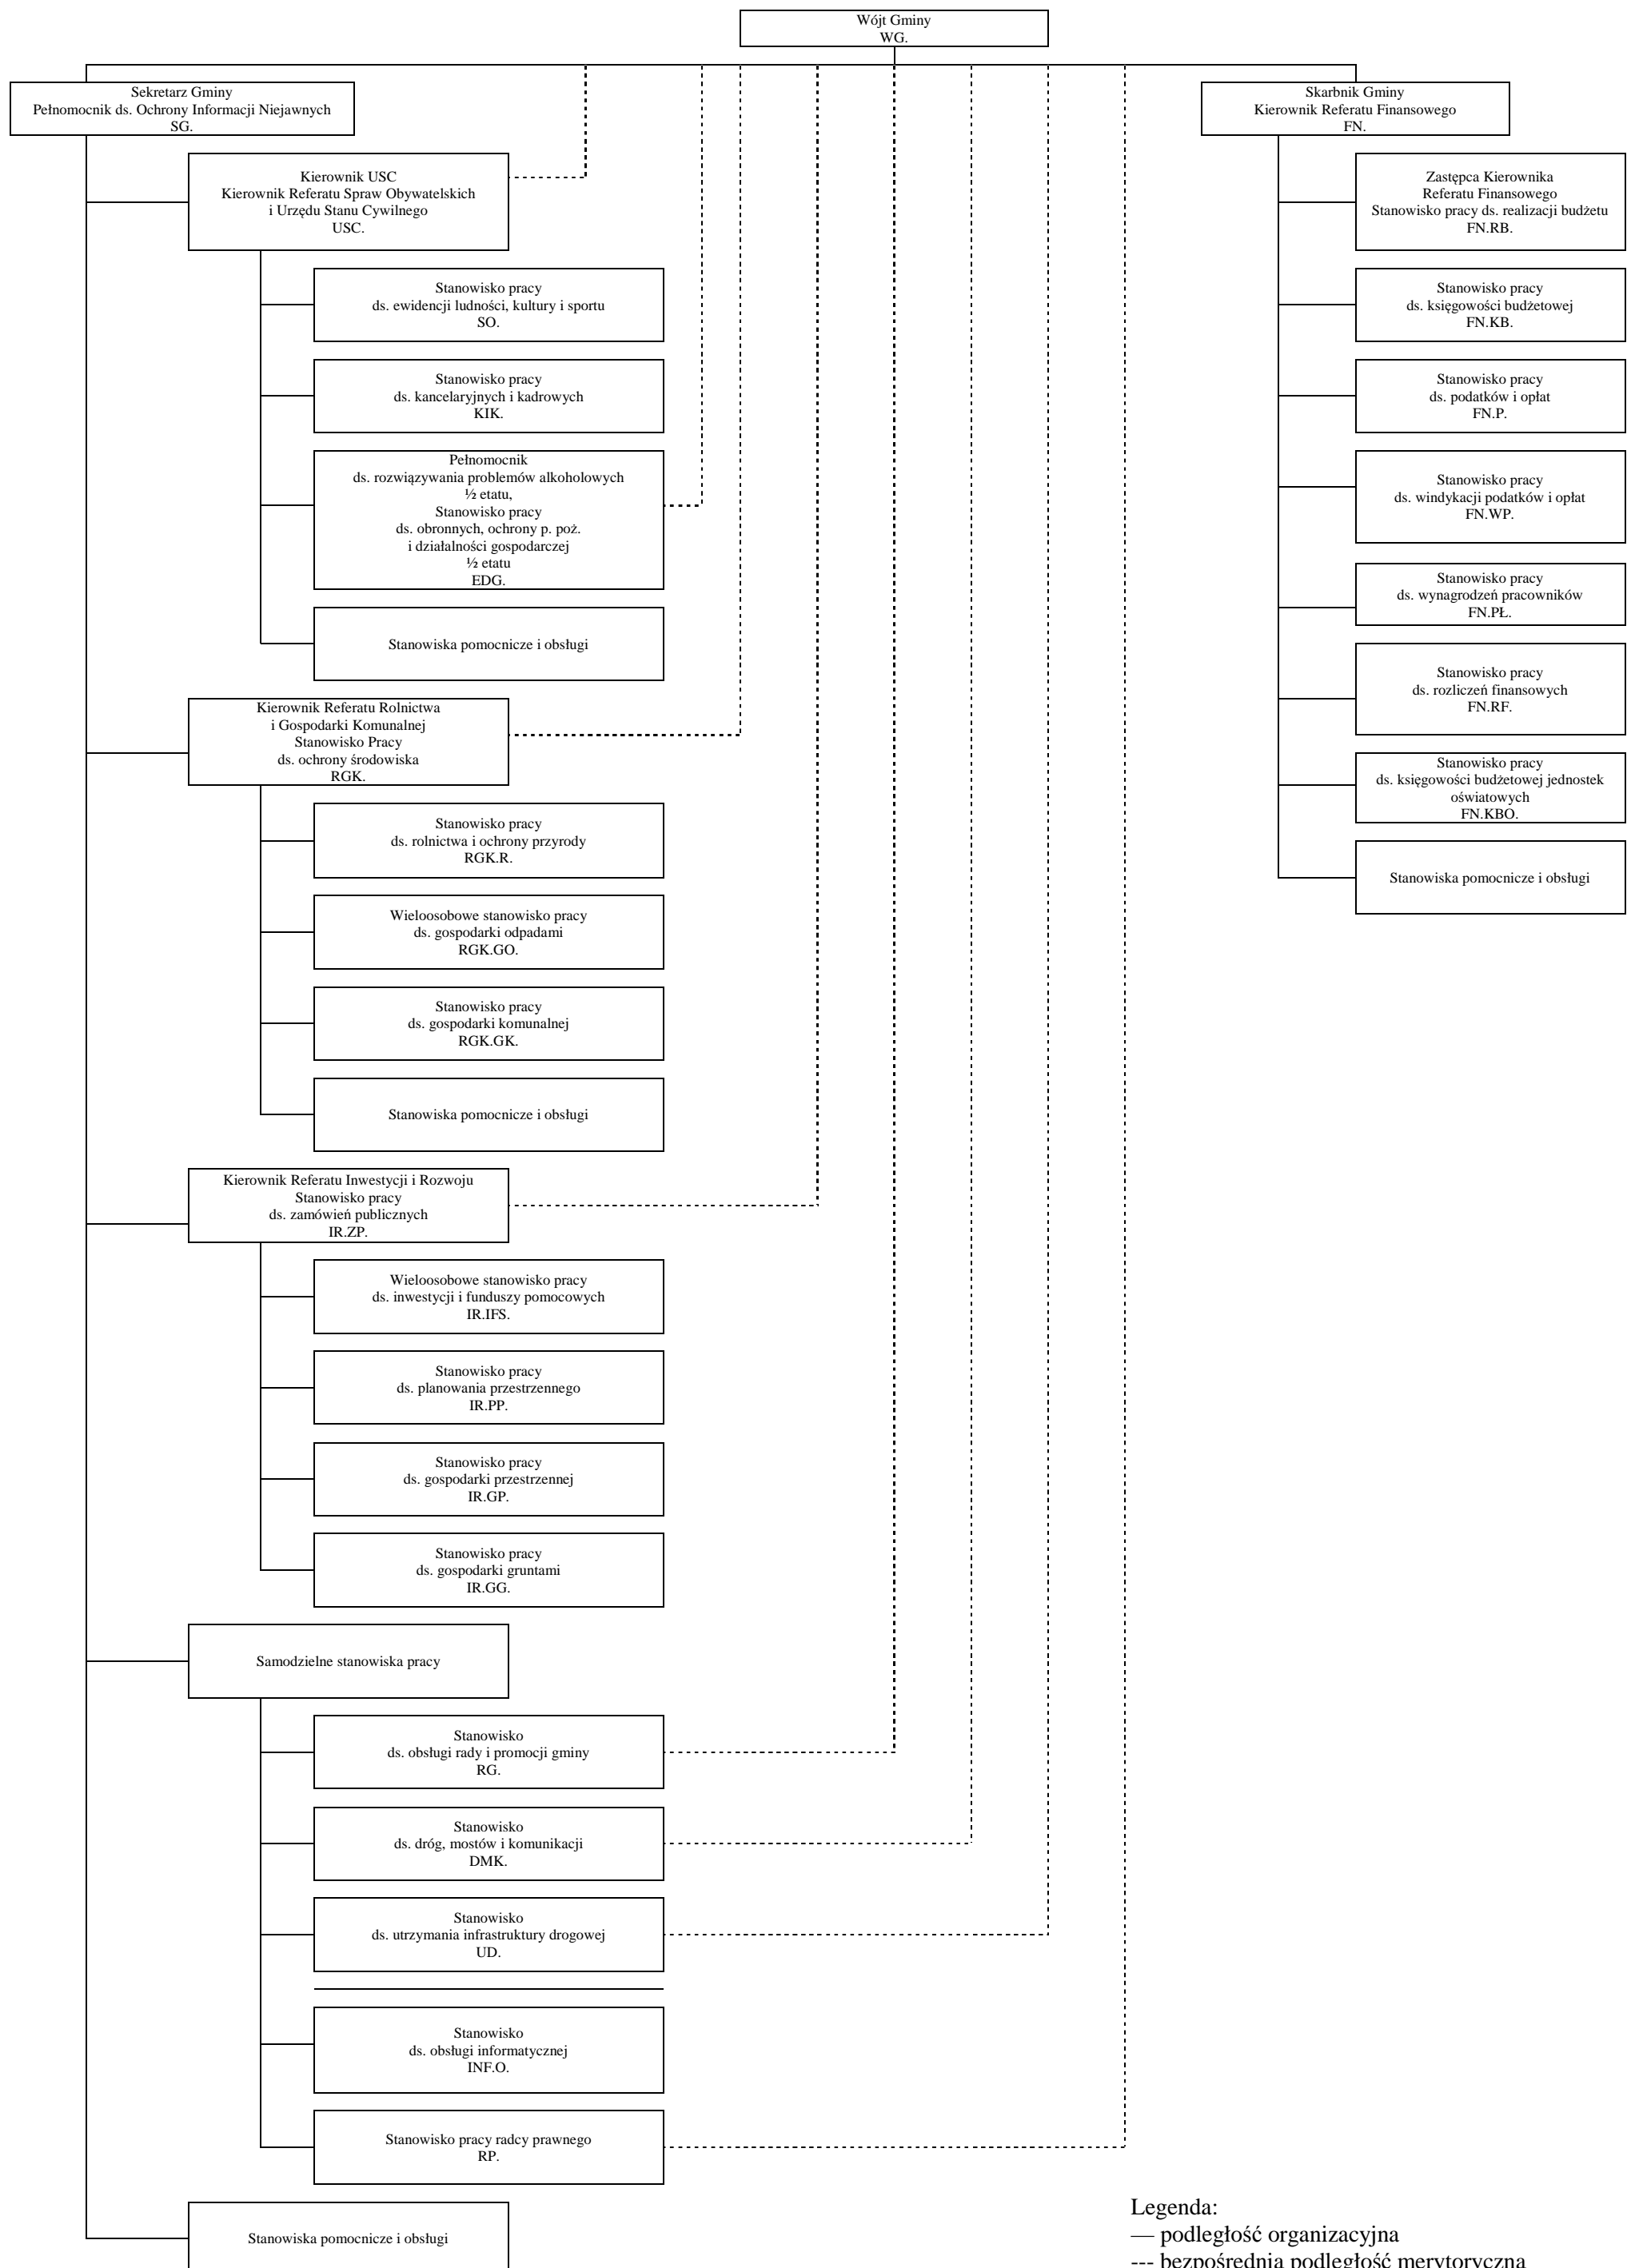 Wójt Gminy
WG.
Sekretarz Gminy
Pełnomocnik ds. Ochrony Informacji Niejawnych
SG.
Skarbnik Gminy
Kierownik Referatu Finansowego
FN.
Kierownik USC
Kierownik Referatu Spraw Obywatelskich
i Urzędu Stanu Cywilnego
USC.
Stanowisko pracy
ds. ewidencji ludności, kultury i sportu
SO.
Stanowisko pracy
ds. kancelaryjnych i kadrowych
KIK.
Pełnomocnik
ds. rozwiązywania problemów alkoholowych
½ etatu,
Stanowisko pracy
ds. obronnych, ochrony p. poż.
i działalności gospodarczej
½ etatu
EDG.
Stanowiska pomocnicze i obsługi
Kierownik Referatu Rolnictwa
i Gospodarki Komunalnej
Stanowisko Pracy
ds. ochrony środowiska
RGK.
Stanowisko pracy
ds. rolnictwa i ochrony przyrody
RGK.R.
Wieloosobowe stanowisko pracy
ds. gospodarki odpadami
RGK.GO.
Stanowisko pracy
ds. gospodarki komunalnej
RGK.GK.
Stanowiska pomocnicze i obsługi
Kierownik Referatu Inwestycji i Rozwoju
Stanowisko pracy
ds. zamówień publicznych
IR.ZP.
Wieloosobowe stanowisko pracy
ds. inwestycji i funduszy pomocowych
IR.IFS.
Stanowisko pracy
ds. planowania przestrzennego
IR.PP.
Stanowisko pracy
ds. gospodarki przestrzennej
IR.GP.
Stanowisko pracy
ds. gospodarki gruntami
IR.GG.
Samodzielne stanowiska pracy
Stanowisko
ds. obsługi rady i promocji gminy
RG.
Stanowisko
ds. dróg, mostów i komunikacji
DMK.
Stanowisko
ds. utrzymania infrastruktury drogowej
UD.
Stanowisko
ds. obsługi informatycznej
INF.O.
Stanowisko pracy radcy prawnego
RP.
Stanowiska pomocnicze i obsługi
Zastępca Kierownika
Referatu Finansowego
Stanowisko pracy ds. realizacji budżetu
FN.RB.
Stanowisko pracy
ds. księgowości budżetowej
FN.KB.
Stanowisko pracy
ds. podatków i opłat
FN.P.
Stanowisko pracy
ds. windykacji podatków i opłat
FN.WP.
Stanowisko pracy
ds. wynagrodzeń pracowników
FN.PŁ.
Stanowisko pracy
ds. rozliczeń finansowych
FN.RF.
Stanowisko pracy
ds. księgowości budżetowej jednostek
oświatowych
FN.KBO.
Stanowiska pomocnicze i obsługi
Legenda:
— podległość organizacyjna
--- bezpośrednia podległość merytoryczna